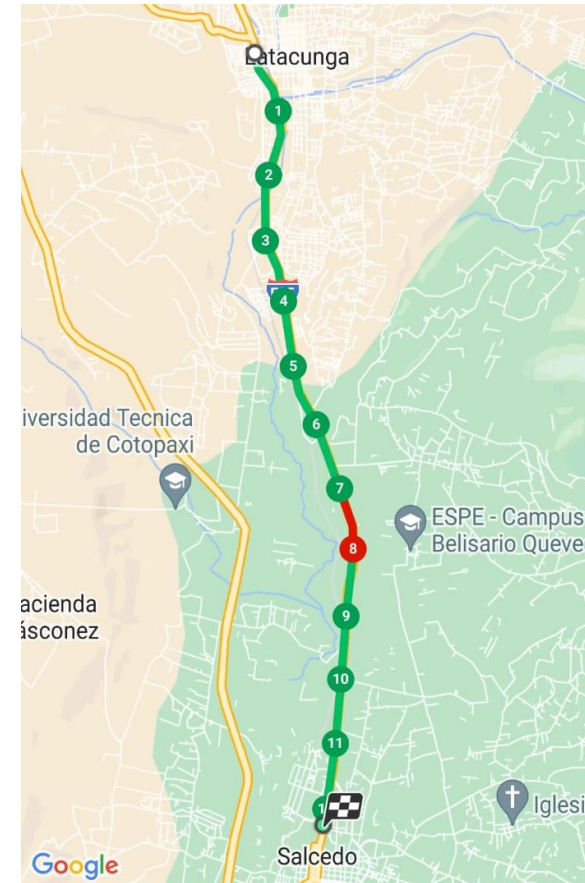 Latacunga
1
2
3
4
5
6
iversidad Tecnica
de Cotopaxi
7
ESPE - Campus
Belisario Queve
8
acienda
ásconez
9
10
11
Iglesi
Salcedo
Google